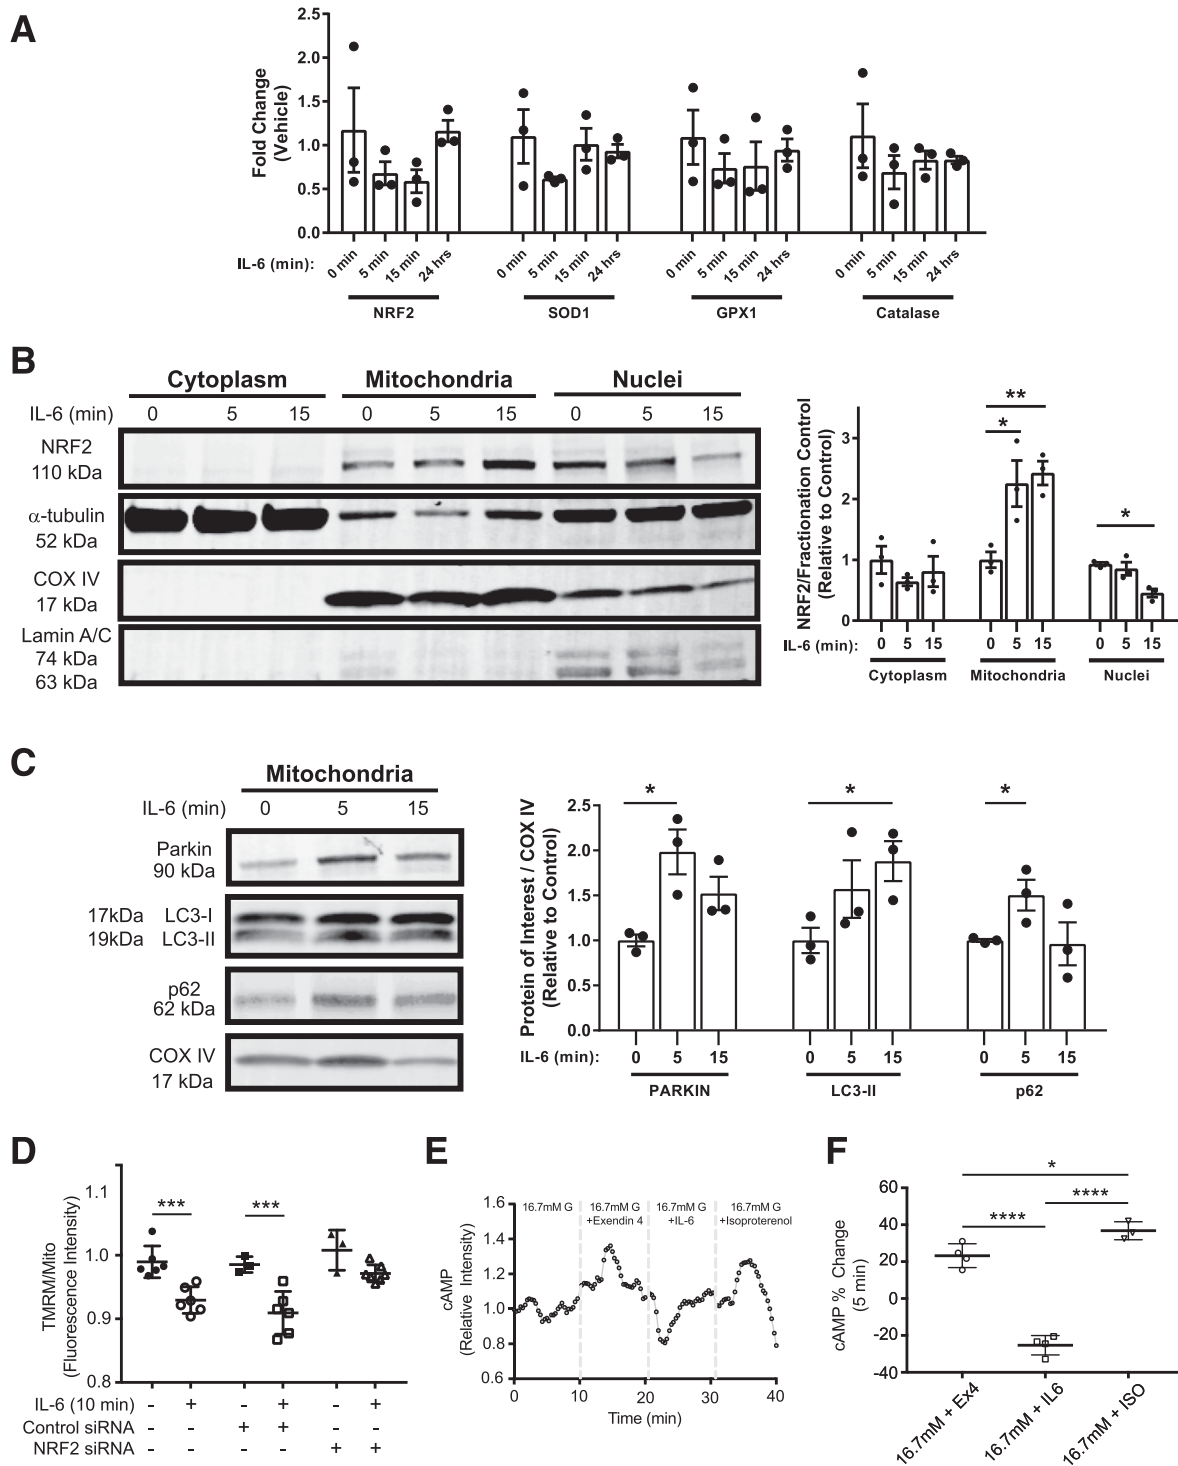 A
Fold Change
(Vehicle)
2.5
2.0
1.5
1.0
0.5
0.0
IL-6 (min):
0 min 5 min 15 min 24 hrs 0 min 5 min 15 min 24 hrs 0 min 5 min 15 min 24 hrs 0 min 5 min 15 min 24 hrs
NRF2 SOD1 GPX1 Catalase
B
Cytoplasm Mitochondria Nuclei
IL-6 (min) 0 5 15 0 5 15 0 5 15
NRF2
110 kDa
α-tubulin
52 kDa
COX IV
17 kDa
Lamin A/C
74 kDa
63 kDa
NRF2/Fractionation Control
(Relative to Control)
3
2
1
0
* ** *
IL-6 (min): 0 5 15 0 5 15 0 5 15
Cytoplasm Mitochondria Nuclei
C
Mitochondria
IL-6 (min) 0 5 15
Parkin
90 kDa
17kDa LC3-I
19kDa LC3-II
p62
62 kDa
COX IV
17 kDa
Protein of Interest / COX IV
(Relative to Control)
2.5
2.0
1.5
1.0
0.5
0.0
* * *
IL-6 (min): 0 5 15 0 5 15 0 5 15
PARKIN LC3-II p62
D
TMRM/Mito
(Fluorescence Intensity)
1.1
1.0
0.9
0.8
*** ***
IL-6 (10 min) - + - + - +
Control siRNA - - + + - -
NRF2 siRNA - - - - + +
E
cAMP
(Relative Intensity)
1.6
1.4
1.2
1.0
0.8
0.6
16.7mM G 16.7mM G 16.7mM G 16.7mM G
+Exendin 4 +IL-6 +Isoproterenol
0 10 20 30 40
Time (min)
F
cAMP % Change
(5 min)
60
40
20
0
-20
-40
*
**** ****
16.7mM + Ex4 16.7mM + IL6 16.7mM + ISO